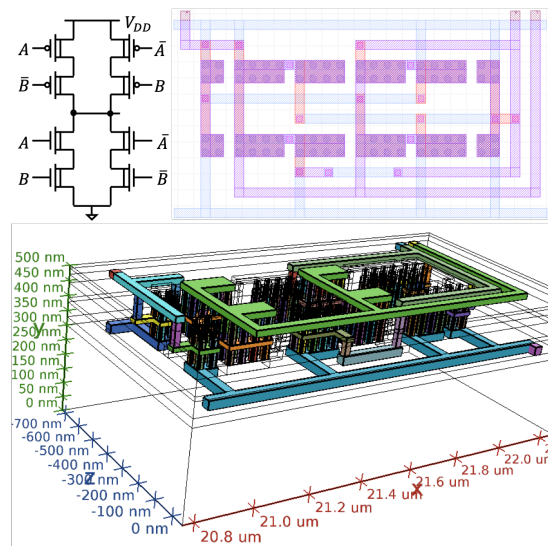 V_DD
A
Ā
B̄
B
A
Ā
B
B̄
500 nm
450 nm
400 nm
350 nm
300 nm
250 nm
200 nm
150 nm
100 nm
50 nm
0 nm
y
-700 nm
-600 nm
-500 nm
-400 nm
-300 nm
-200 nm
-100 nm
0 nm
z
20.8 um
21.0 um
21.2 um
21.4 um
21.6 um
21.8 um
22.0 um
x